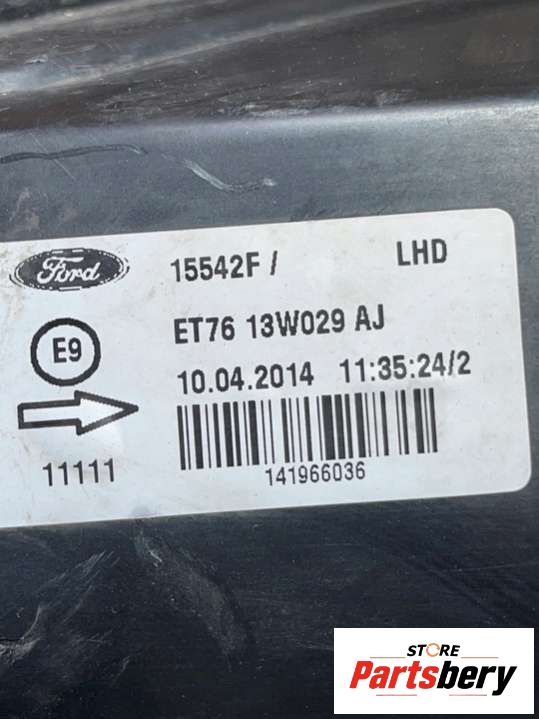 Ford 15542F / LHD
E9 ET76 13W029 AJ
10.04.2014 11:35:24/2
11111 141966036
STORE
Partsbery